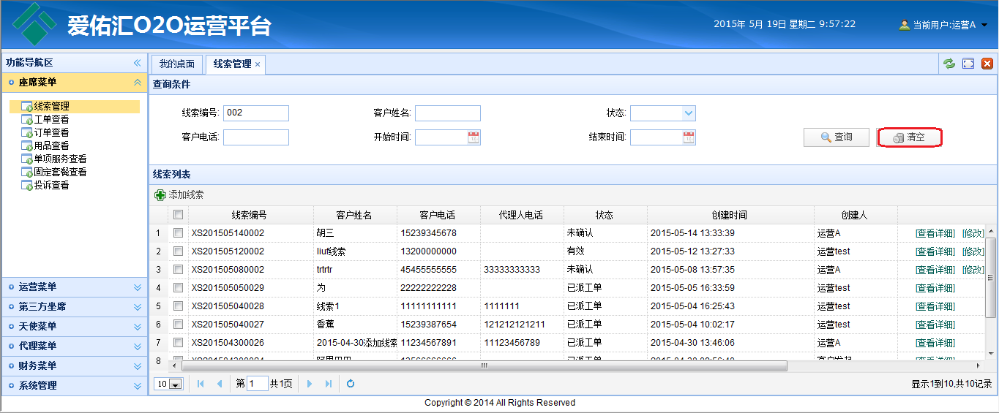 爱佑汇O2O运营平台
2015年 5月 19日 星期二 9:57:22 当前用户:运营A
功能导航区
座席菜单
线索管理
工单查看
订单查看
用品查看
单项服务查看
固定套餐查看
投诉查看
运营菜单
第三方坐席
天使菜单
代理菜单
财务菜单
系统管理
我的桌面 线索管理
查询条件
线索编号: 002 客户姓名: 状态:
客户电话: 开始时间: 结束时间: 查询 清空
线索列表
添加线索
线索编号 客户姓名 客户电话 代理人电话 状态 创建时间 创建人
1 XS201505140002 胡三 15239345678 未确认 2015-05-14 13:33:39 运营A [查看详细] [修改]
2 XS201505120002 liuf线索 13200000000 有效 2015-05-12 13:27:33 运营test [查看详细] [修改]
3 XS201505080002 trtrtr 45455555555 33333333333 未确认 2015-05-08 13:57:35 运营A [查看详细] [修改]
4 XS201505050029 为 22222222228 已派工单 2015-05-05 16:33:59 运营test [查看详细]
5 XS201505040028 线索1 11111111111 1111111 已派工单 2015-05-04 16:25:43 运营test [查看详细]
6 XS201505040027 香蕉 15239387654 121212121211 已派工单 2015-05-04 10:02:17 运营test [查看详细]
7 XS201504300026 2015-04-30添加线索 11234567891 11123456789 已派工单 2015-04-30 13:46:06 运营A [查看详细]
8
10 第 1 共1页 显示1到10,共10记录
Copyright © 2014 All Rights Reserved